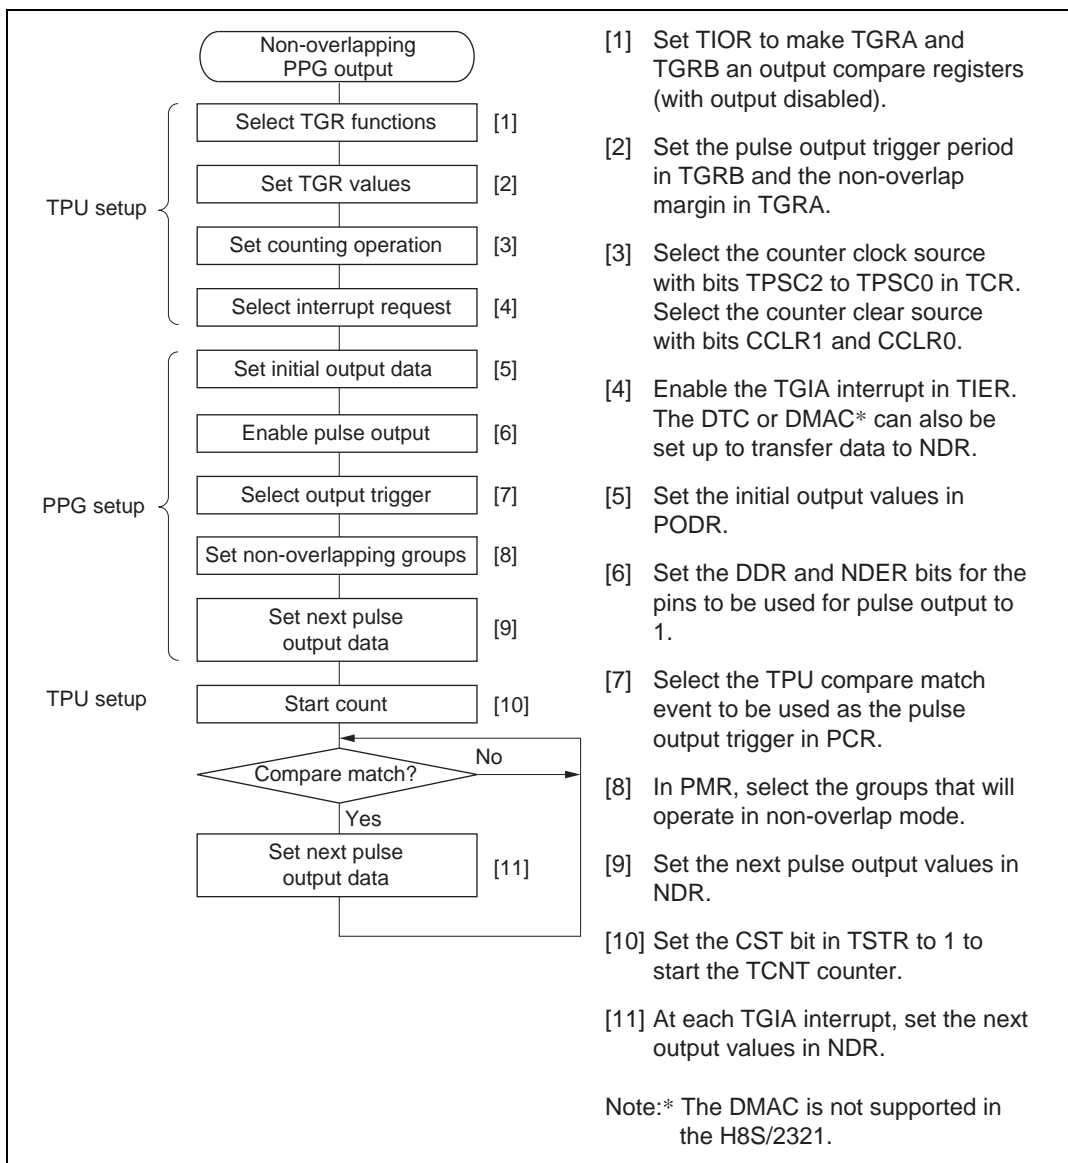 Non-overlapping
PPG output
Select TGR functions [1]
Set TGR values [2]
TPU setup
Set counting operation [3]
Select interrupt request [4]
Set initial output data [5]
Enable pulse output [6]
Select output trigger [7]
PPG setup
Set non-overlapping groups [8]
Set next pulse
output data [9]
TPU setup
Start count [10]
No
Compare match?
Yes
Set next pulse
output data [11]
[1] Set TIOR to make TGRA and
TGRB an output compare registers
(with output disabled).
[2] Set the pulse output trigger period
in TGRB and the non-overlap
margin in TGRA.
[3] Select the counter clock source
with bits TPSC2 to TPSC0 in TCR.
Select the counter clear source
with bits CCLR1 and CCLR0.
[4] Enable the TGIA interrupt in TIER.
The DTC or DMAC* can also be
set up to transfer data to NDR.
[5] Set the initial output values in
PODR.
[6] Set the DDR and NDER bits for the
pins to be used for pulse output to
1.
[7] Select the TPU compare match
event to be used as the pulse
output trigger in PCR.
[8] In PMR, select the groups that will
operate in non-overlap mode.
[9] Set the next pulse output values in
NDR.
[10] Set the CST bit in TSTR to 1 to
start the TCNT counter.
[11] At each TGIA interrupt, set the next
output values in NDR.
Note:* The DMAC is not supported in
the H8S/2321.